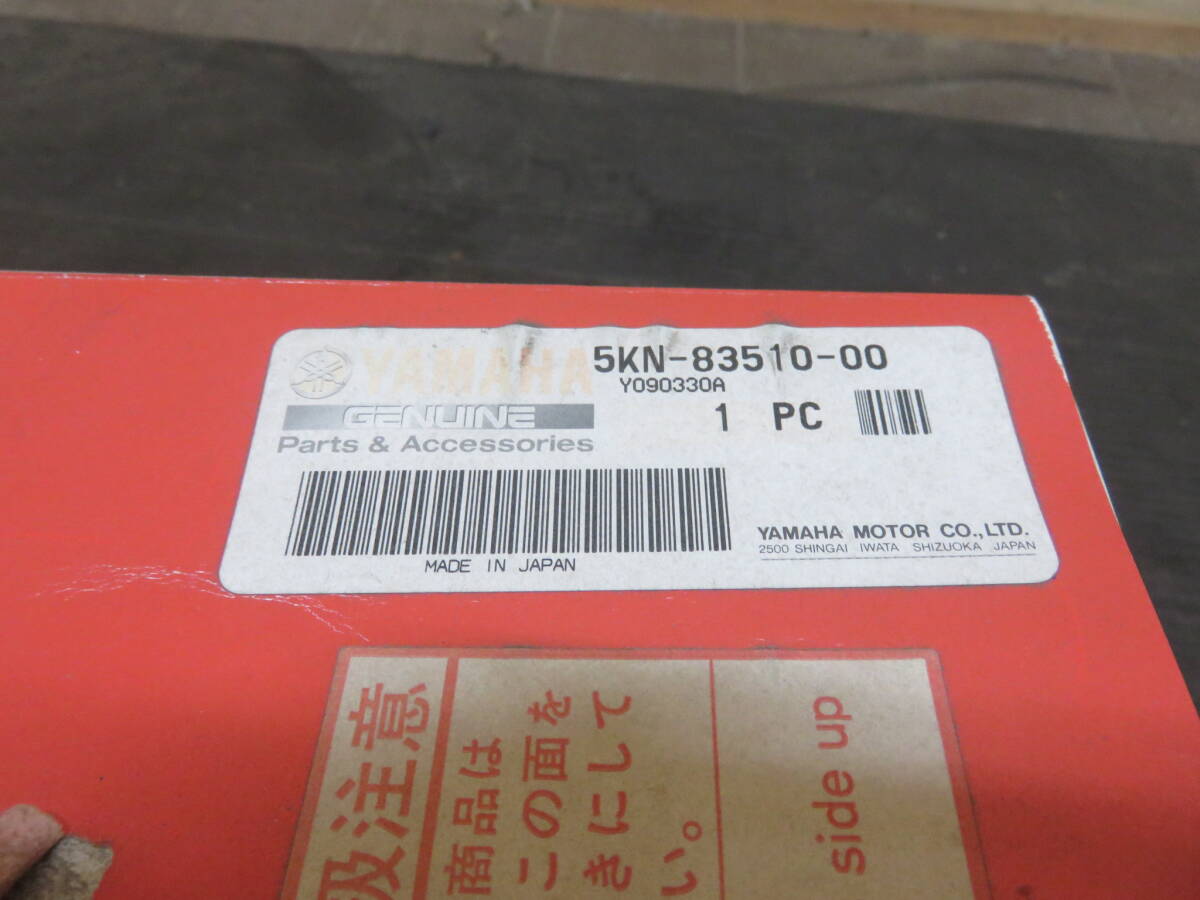 YAMAHA
GENUINE
Parts & Accessories
5KN-83510-00
Y090330A
1 PC
MADE IN JAPAN
YAMAHA MOTOR CO.,LTD.
2500 SHINGAI IWATA SHIZUOKA JAPAN
扱注意
商品は
この面を
きにして
い。
side up